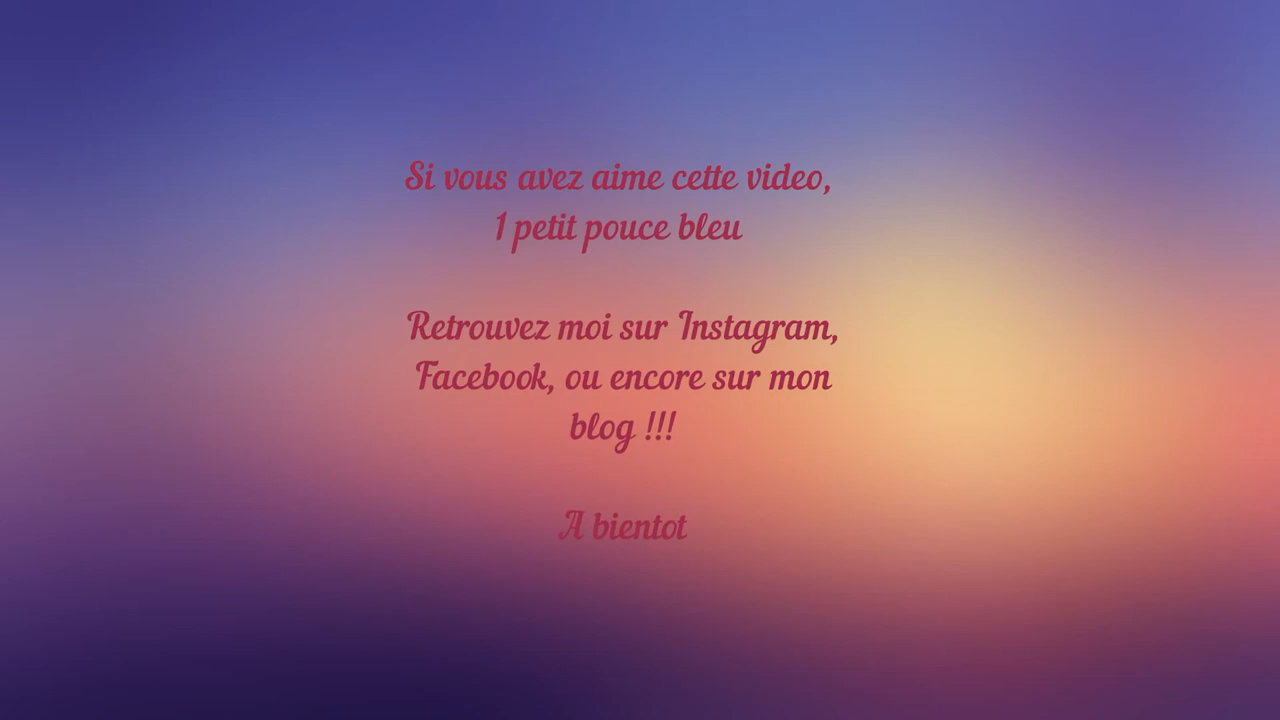 Si vous avez aime cette video,
1 petit pouce bleu
Retrouvez moi sur Instagram,
Facebook, ou encore sur mon
blog !!!
A bientot